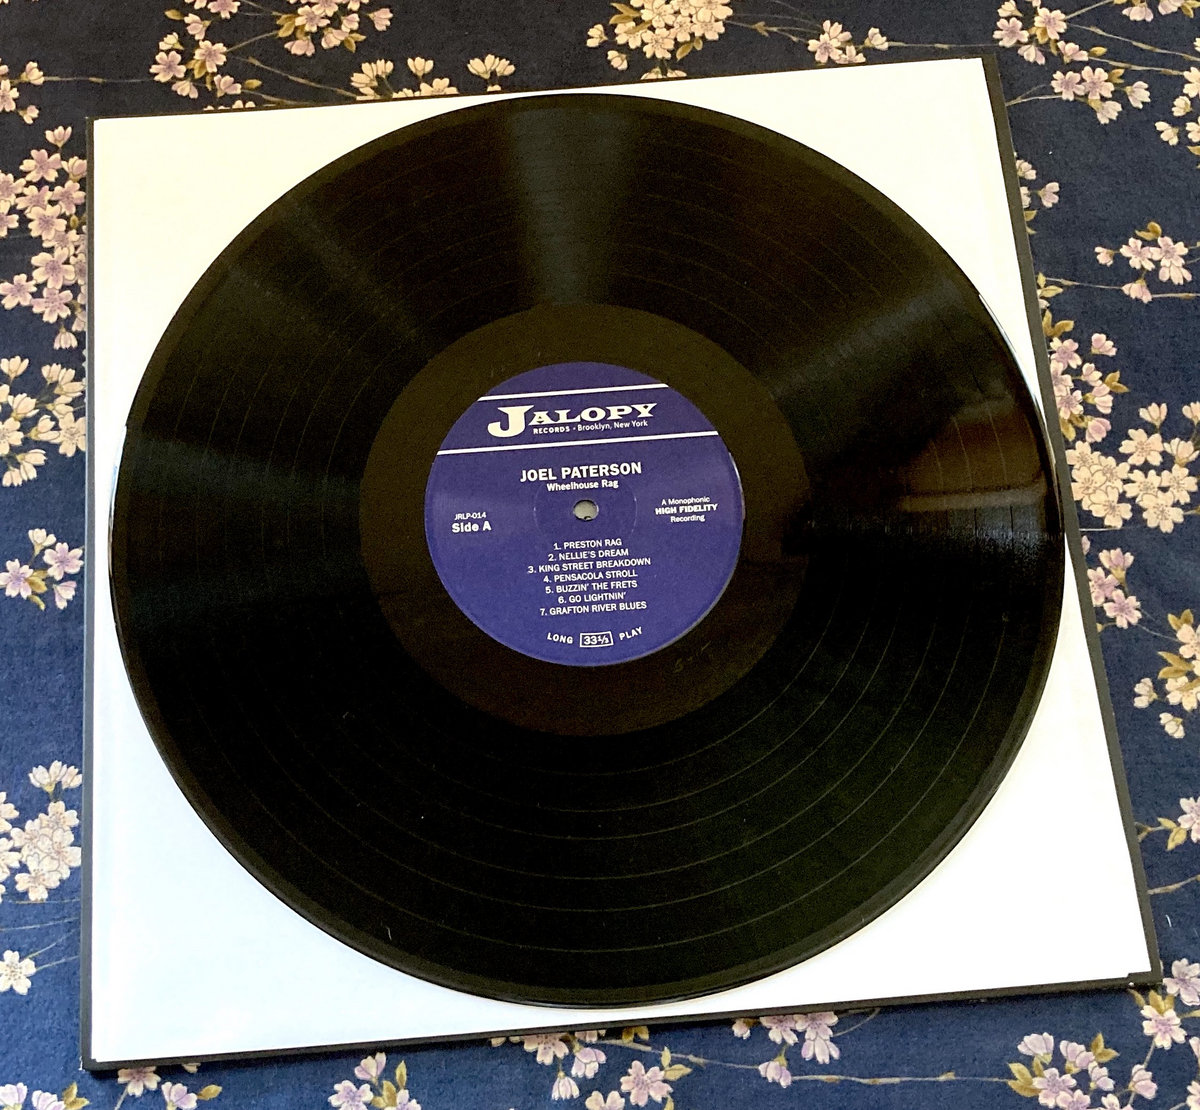 JALOPY
RECORDS - Brooklyn, New York
JOEL PATERSON
Wheelhouse Rag
JRLP-014
Side A
A Monophonic
HIGH FIDELITY
Recording
1. PRESTON RAG
2. NELLIE'S DREAM
3. KING STREET BREAKDOWN
4. PENSACOLA STROLL
5. BUZZIN' THE FRETS
6. GO LIGHTNIN'
7. GRAFTON RIVER BLUES
LONG 33⅓ PLAY